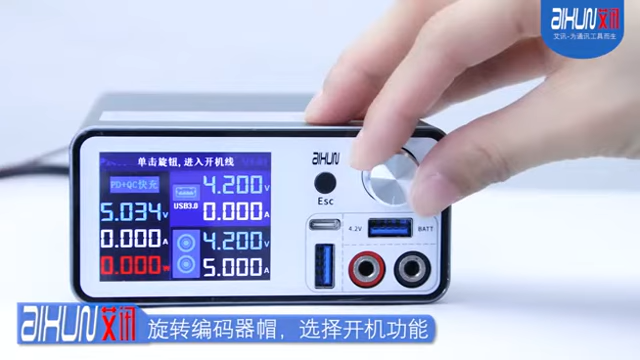 AIHUN艾讯
艾讯-为通讯工具而生
单击旋钮,进入开机线
PD+QC快充
5.034V
0.000A
0.000W
USB3.0
4.200V
0.000A
4.200V
5.000A
AIHUN
Esc
4.2V
BATT
AIHUN艾讯
旋转编码器帽，选择开机功能